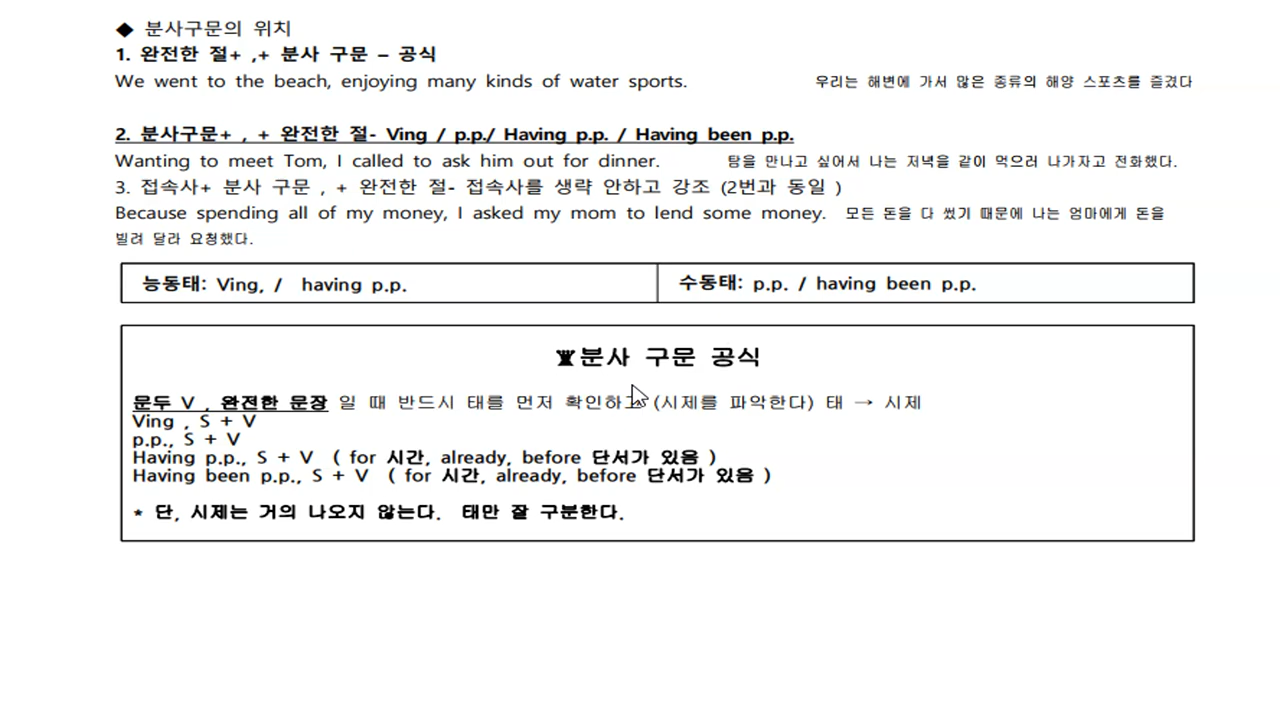 ◆ 분사구문의 위치
1. 완전한 절+ ,+ 분사 구문 – 공식
We went to the beach, enjoying many kinds of water sports. 우리는 해변에 가서 많은 종류의 해양 스포츠를 즐겼다
2. 분사구문+ , + 완전한 절- Ving / p.p./ Having p.p. / Having been p.p.
Wanting to meet Tom, I called to ask him out for dinner. 탐을 만나고 싶어서 나는 저녁을 같이 먹으러 나가자고 전화했다.
3. 접속사+ 분사 구문 , + 완전한 절- 접속사를 생략 안하고 강조 (2번과 동일 )
Because spending all of my money, I asked my mom to lend some money. 모든 돈을 다 썼기 때문에 나는 엄마에게 돈을
빌려 달라 요청했다.
능동태: Ving, / having p.p. 수동태: p.p. / having been p.p.
♜분사 구문 공식
문두 V , 완전한 문장 일 때 반드시 태를 먼저 확인하고 (시제를 파악한다) 태 → 시제
Ving , S + V
p.p., S + V
Having p.p., S + V ( for 시간, already, before 단서가 있음 )
Having been p.p., S + V ( for 시간, already, before 단서가 있음 )
* 단, 시제는 거의 나오지 않는다. 태만 잘 구분한다.